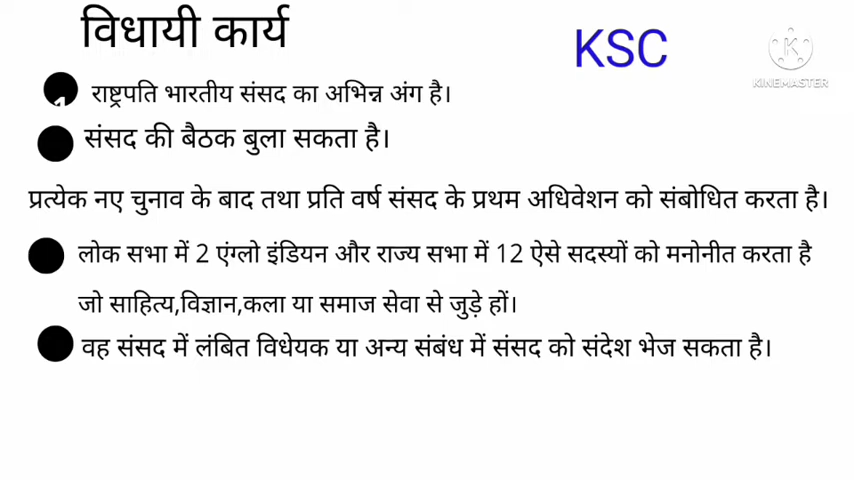 विधायी कार्य
KSC
KINEMASTER
राष्ट्रपति भारतीय संसद का अभिन्न अंग है।
संसद की बैठक बुला सकता है।
प्रत्येक नए चुनाव के बाद तथा प्रति वर्ष संसद के प्रथम अधिवेशन को संबोधित करता है।
लोक सभा में 2 एंग्लो इंडियन और राज्य सभा में 12 ऐसे सदस्यों को मनोनीत करता है
जो साहित्य,विज्ञान,कला या समाज सेवा से जुड़े हों।
वह संसद में लंबित विधेयक या अन्य संबंध में संसद को संदेश भेज सकता है।